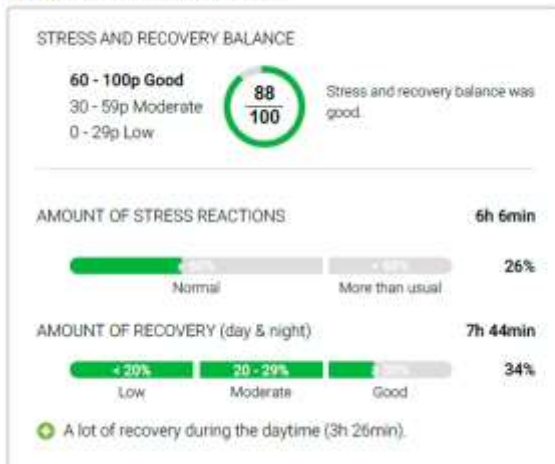 STRESS AND RECOVERY BALANCE
60 - 100p Good
30 - 59p Moderate
0 - 29p Low
88
100
Stress and recovery balance was
good.
AMOUNT OF STRESS REACTIONS 6h 6min
26%
Normal More than usual
AMOUNT OF RECOVERY (day & night) 7h 44min
< 20% 20 - 29% 34%
Low Moderate Good
A lot of recovery during the daytime (3h 26min).